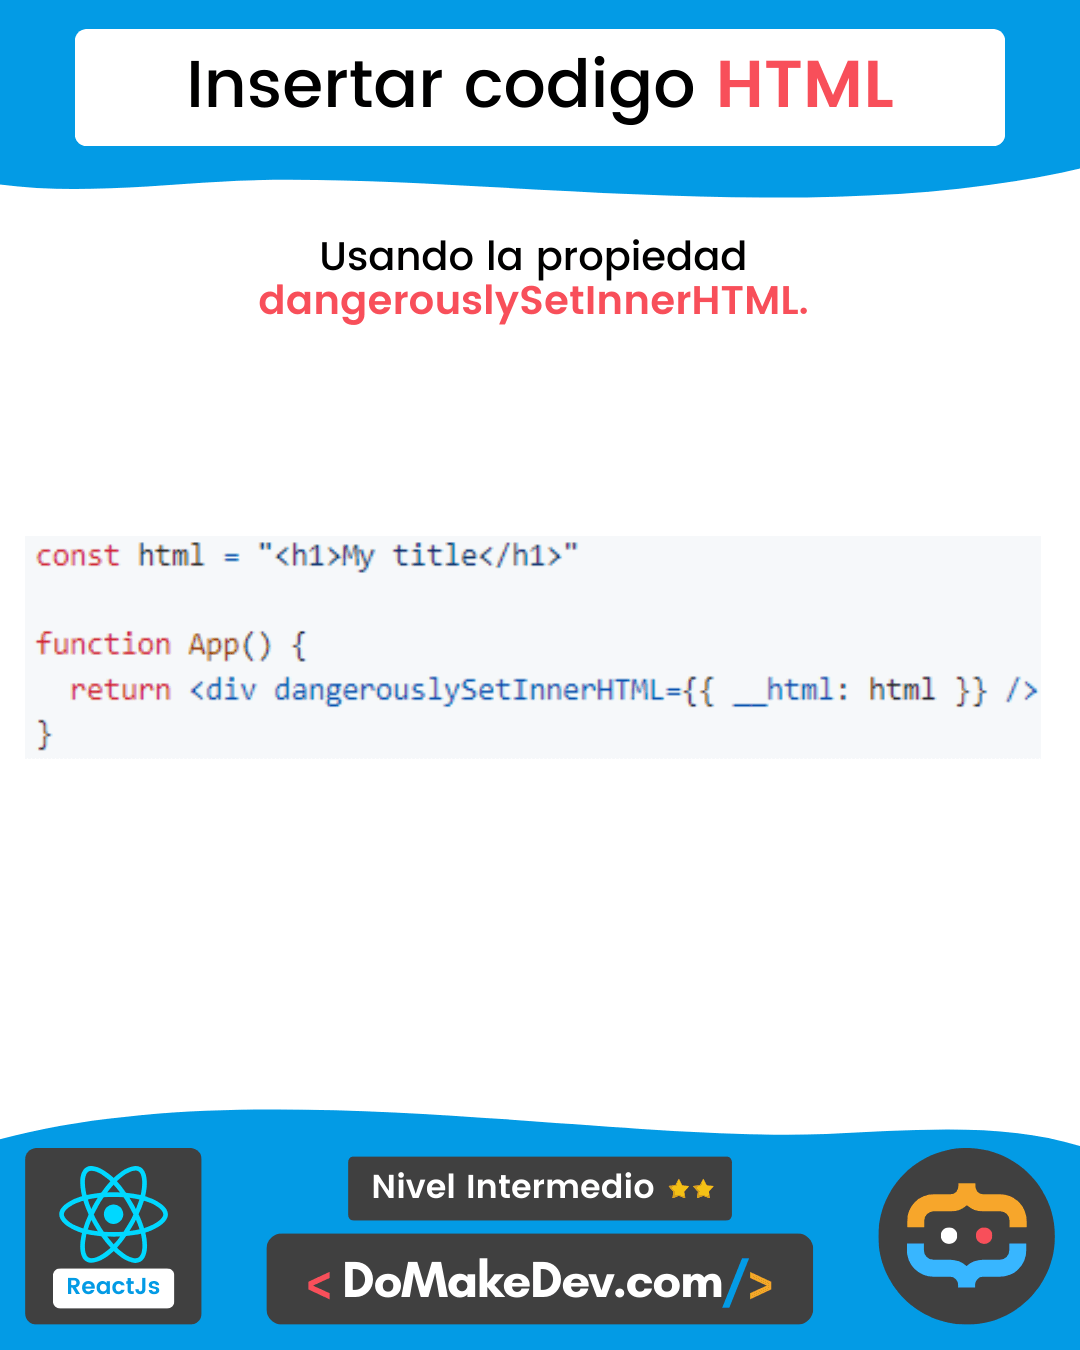 Insertar codigo HTML
Usando la propiedad
dangerouslySetInnerHTML.
const html = "<h1>My title</h1>"
function App() {
  return <div dangerouslySetInnerHTML={{ __html: html }} />
}
Nivel Intermedio
< DoMakeDev.com/>
ReactJs